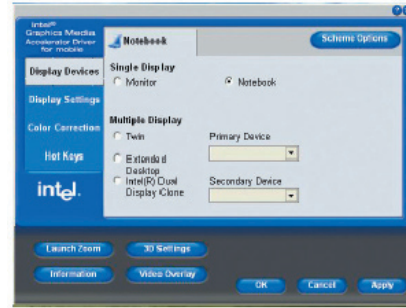 Intel®
Graphics Media
Accelerator Driver
for mobile
Notebook
Scheme Options
Display Devices
Single Display
Monitor
Notebook
Display Settings
Color Correction
Multiple Display
Twin
Primary Device
Hot Keys
Extended
Desktop
Intel(R) Dual
Display Clone
Secondary Device
intel.
Launch Zoom
3D Settings
Information
Video Overlay
OK
Cancel
Apply